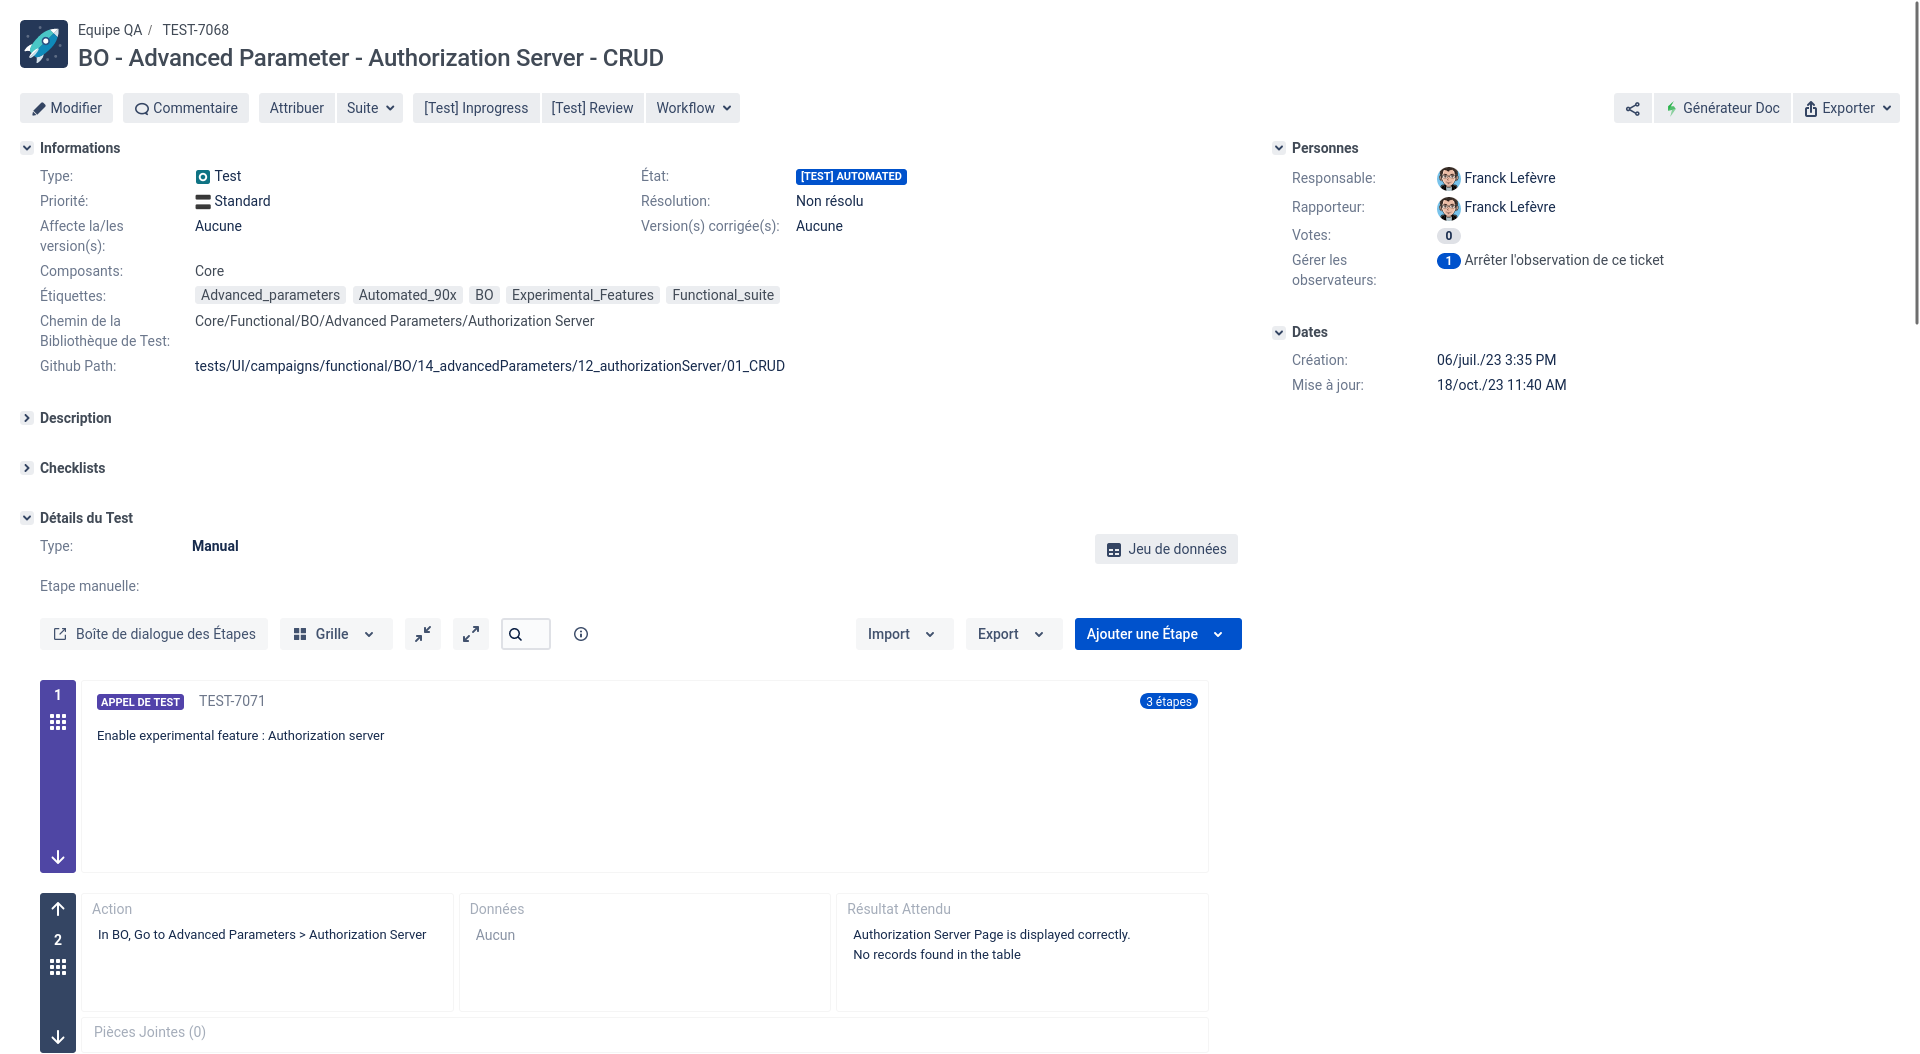 Equipe QA / TEST-7068
BO - Advanced Parameter - Authorization Server - CRUD
Modifier Commentaire Attribuer Suite [Test] Inprogress [Test] Review Workflow Générateur Doc Exporter
Informations
Type: Test
État: [TEST] AUTOMATED
Priorité: Standard
Résolution: Non résolu
Affecte la/les version(s): Aucune
Version(s) corrigée(s): Aucune
Composants: Core
Étiquettes: Advanced_parameters Automated_90x BO Experimental_Features Functional_suite
Chemin de la Bibliothèque de Test: Core/Functional/BO/Advanced Parameters/Authorization Server
Github Path: tests/UI/campaigns/functional/BO/14_advancedParameters/12_authorizationServer/01_CRUD
Personnes
Responsable: Franck Lefèvre
Rapporteur: Franck Lefèvre
Votes: 0
Gérer les observateurs: 1 Arrêter l'observation de ce ticket
Dates
Création: 06/juil./23 3:35 PM
Mise à jour: 18/oct./23 11:40 AM
Description
Checklists
Détails du Test
Type: Manual
Jeu de données
Etape manuelle:
Boîte de dialogue des Étapes Grille Import Export Ajouter une Étape
1 APPEL DE TEST TEST-7071 3 étapes
Enable experimental feature : Authorization server
2
Action
In BO, Go to Advanced Parameters > Authorization Server
Données
Aucun
Résultat Attendu
Authorization Server Page is displayed correctly.
No records found in the table
Pièces Jointes (0)